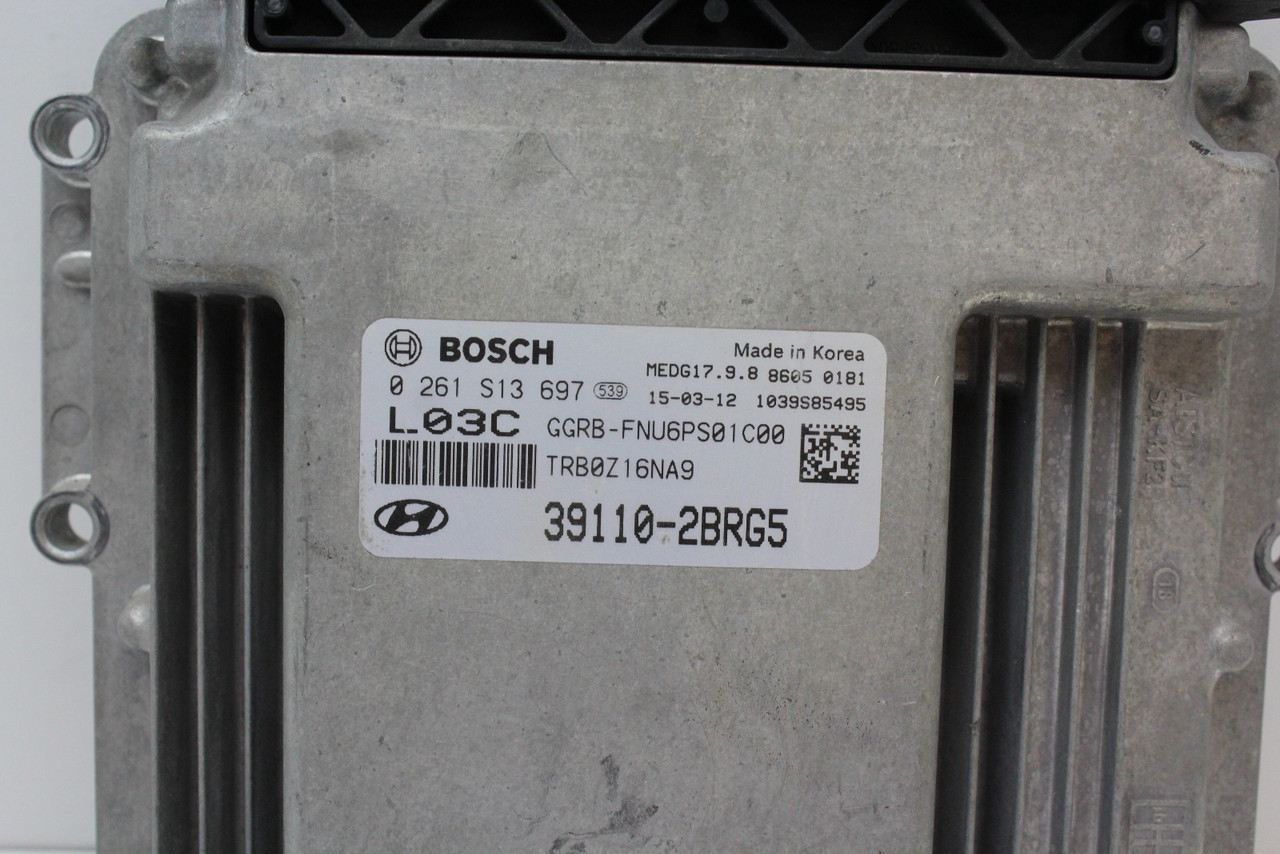 BOSCH
Made in Korea
MEDG17.9.8 8605 0181
0 261 S13 697 539
15-03-12 1039S85495
L03C
GGRB-FNU6PS01C00
TRB0Z16NA9
39110-2BRG5